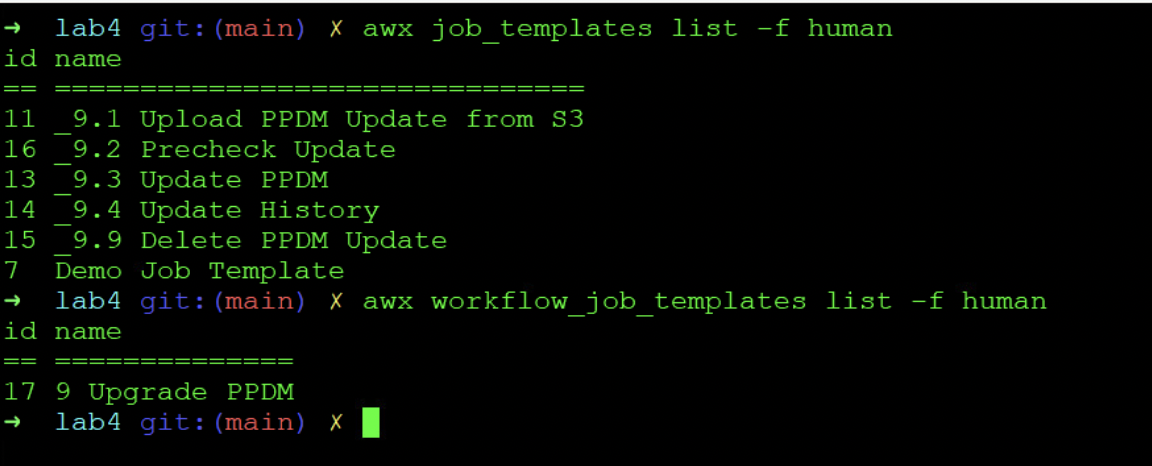 → lab4 git:(main) ✗ awx job_templates list -f human
id name
== ===============================
11 _9.1 Upload PPDM Update from S3
16 _9.2 Precheck Update
13 _9.3 Update PPDM
14 _9.4 Update History
15 _9.9 Delete PPDM Update
7  Demo Job Template
→ lab4 git:(main) ✗ awx workflow_job_templates list -f human
id name
== ==============
17 9 Upgrade PPDM
→ lab4 git:(main) ✗